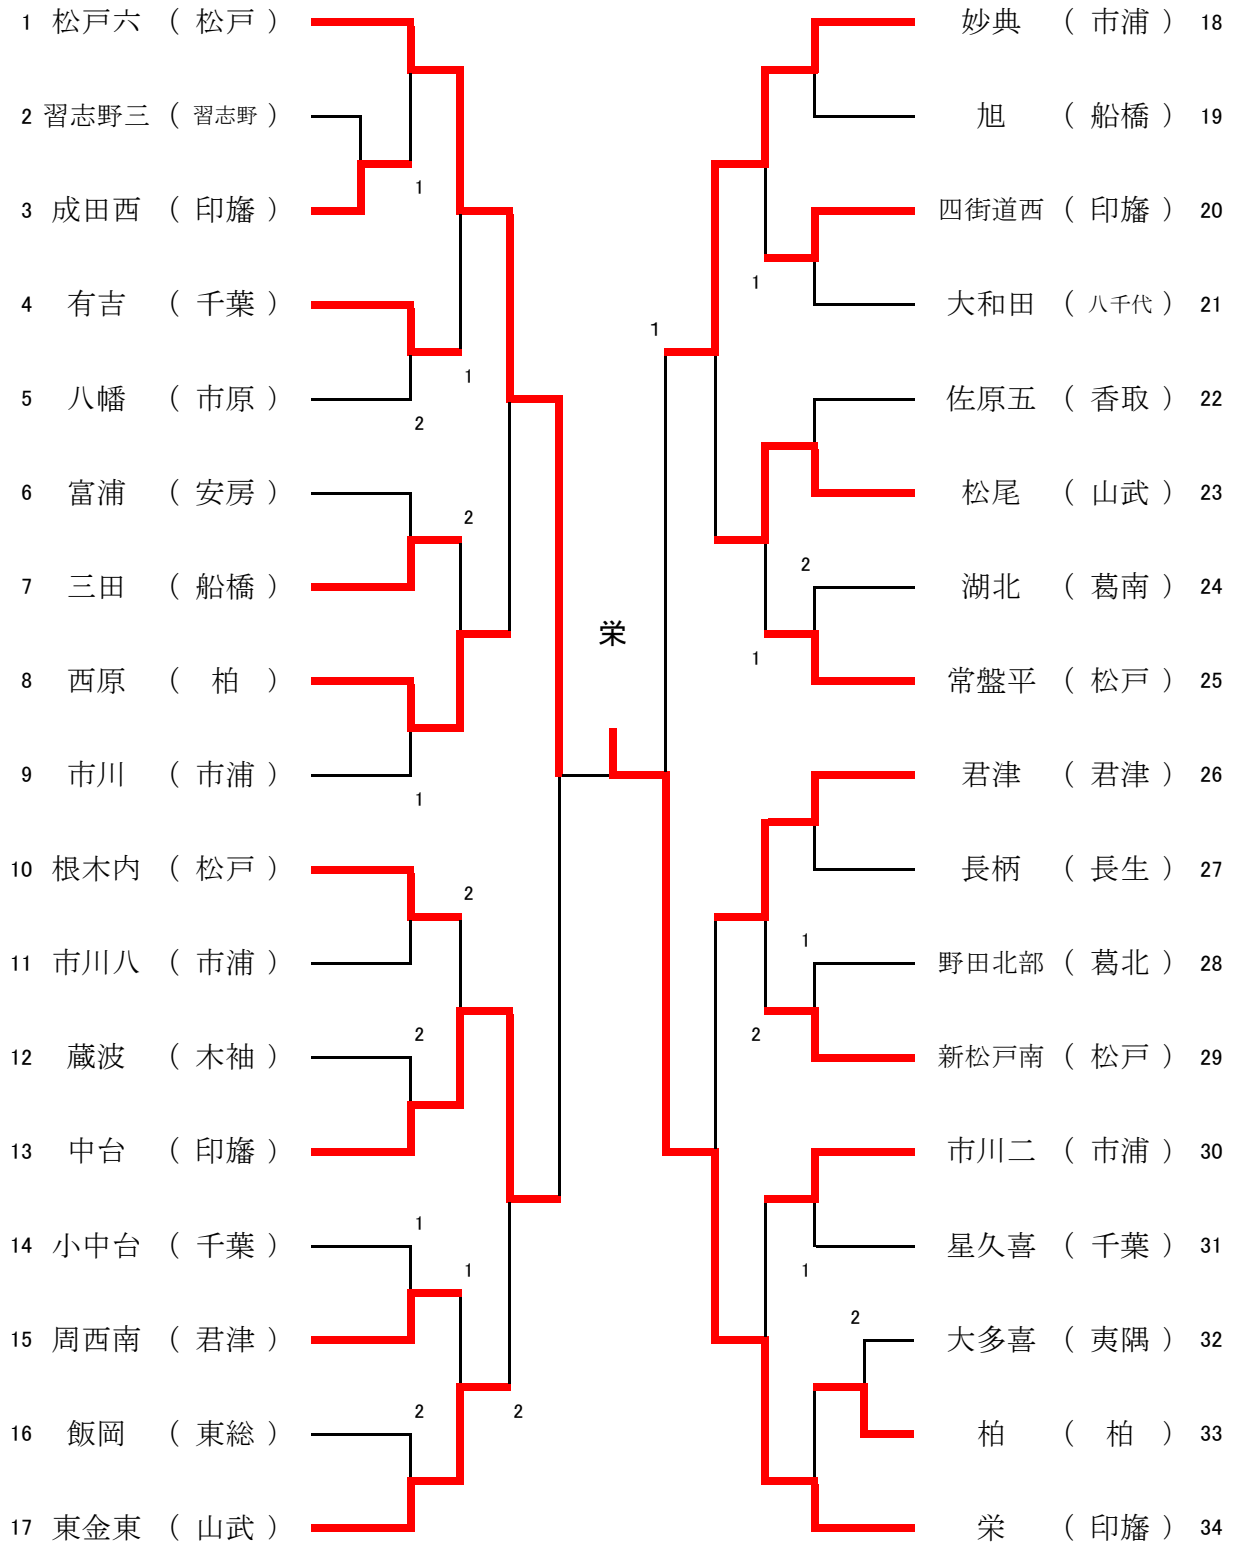 1 松戸六 ( 松戸 )
2 習志野三 ( 習志野 )
1
3 成田西 ( 印旛 )
4 有吉 ( 千葉 )
1
5 八幡 ( 市原 )
2
6 富浦 ( 安房 )
2
7 三田 ( 船橋 )
8 西原 ( 柏 )
9 市川 ( 市浦 )
1
10 根木内 ( 松戸 )
2
11 市川八 ( 市浦 )
2
12 蔵波 ( 木袖 )
13 中台 ( 印旛 )
1
14 小中台 ( 千葉 )
1
15 周西南 ( 君津 )
2
2
16 飯岡 ( 東総 )
17 東金東 ( 山武 )
栄
妙典 ( 市浦 ) 18
旭 ( 船橋 ) 19
四街道西 ( 印旛 ) 20
1
大和田 ( 八千代 ) 21
1
佐原五 ( 香取 ) 22
松尾 ( 山武 ) 23
2
湖北 ( 葛南 ) 24
1
常盤平 ( 松戸 ) 25
君津 ( 君津 ) 26
長柄 ( 長生 ) 27
1
野田北部 ( 葛北 ) 28
2
新松戸南 ( 松戸 ) 29
市川二 ( 市浦 ) 30
星久喜 ( 千葉 ) 31
1
2
大多喜 ( 夷隅 ) 32
柏 ( 柏 ) 33
栄 ( 印旛 ) 34